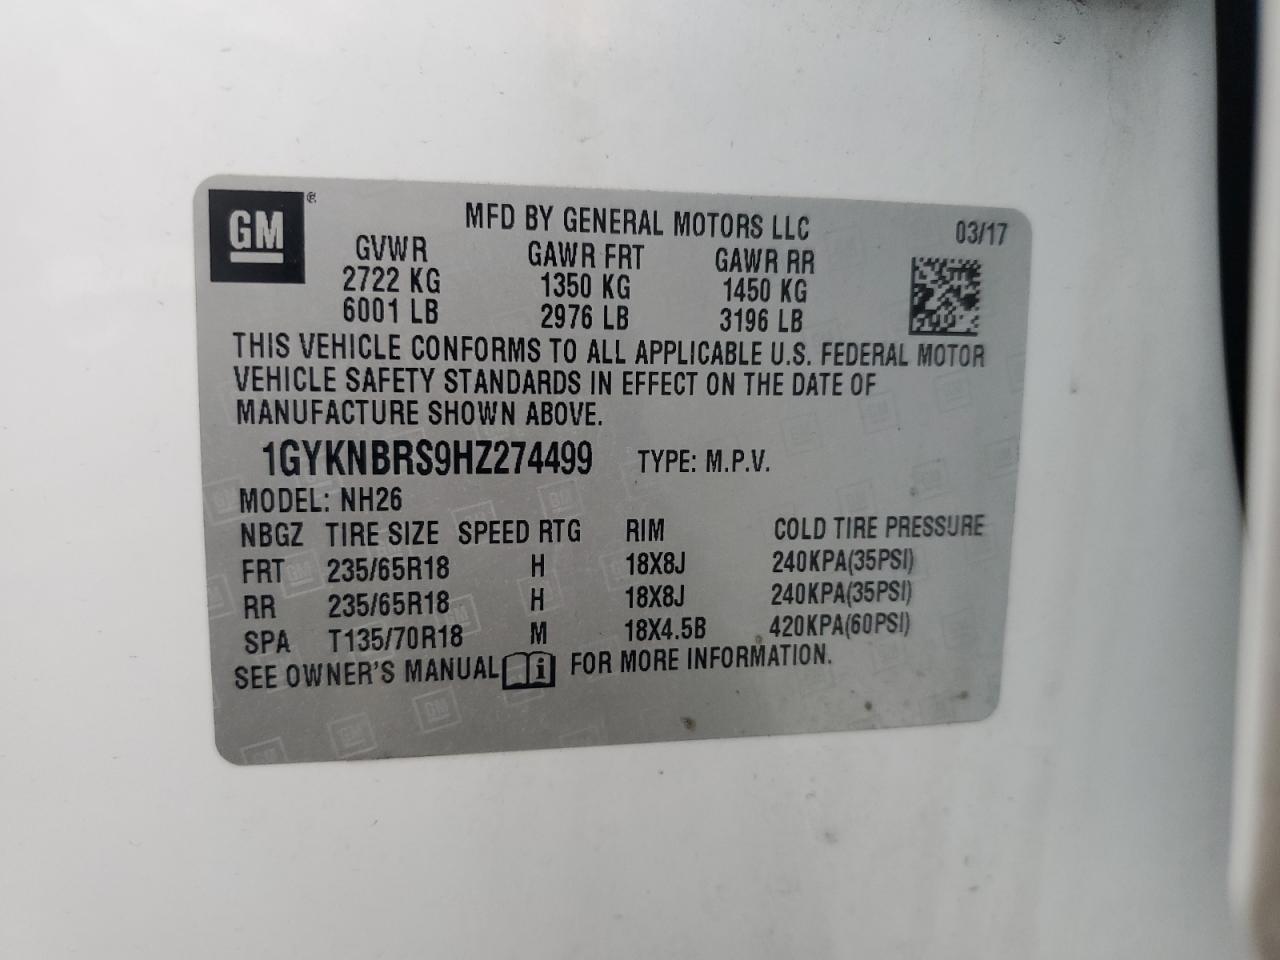 GM ®
MFD BY GENERAL MOTORS LLC 03/17
GVWR GAWR FRT GAWR RR
2722 KG 1350 KG 1450 KG
6001 LB 2976 LB 3196 LB
THIS VEHICLE CONFORMS TO ALL APPLICABLE U.S. FEDERAL MOTOR
VEHICLE SAFETY STANDARDS IN EFFECT ON THE DATE OF
MANUFACTURE SHOWN ABOVE.
1GYKNBRS9HZ274499 TYPE: M.P.V.
MODEL: NH26
NBGZ TIRE SIZE SPEED RTG RIM COLD TIRE PRESSURE
FRT 235/65R18 H 18X8J 240KPA(35PSI)
RR 235/65R18 H 18X8J 240KPA(35PSI)
SPA T135/70R18 M 18X4.5B 420KPA(60PSI)
SEE OWNER'S MANUAL i FOR MORE INFORMATION.